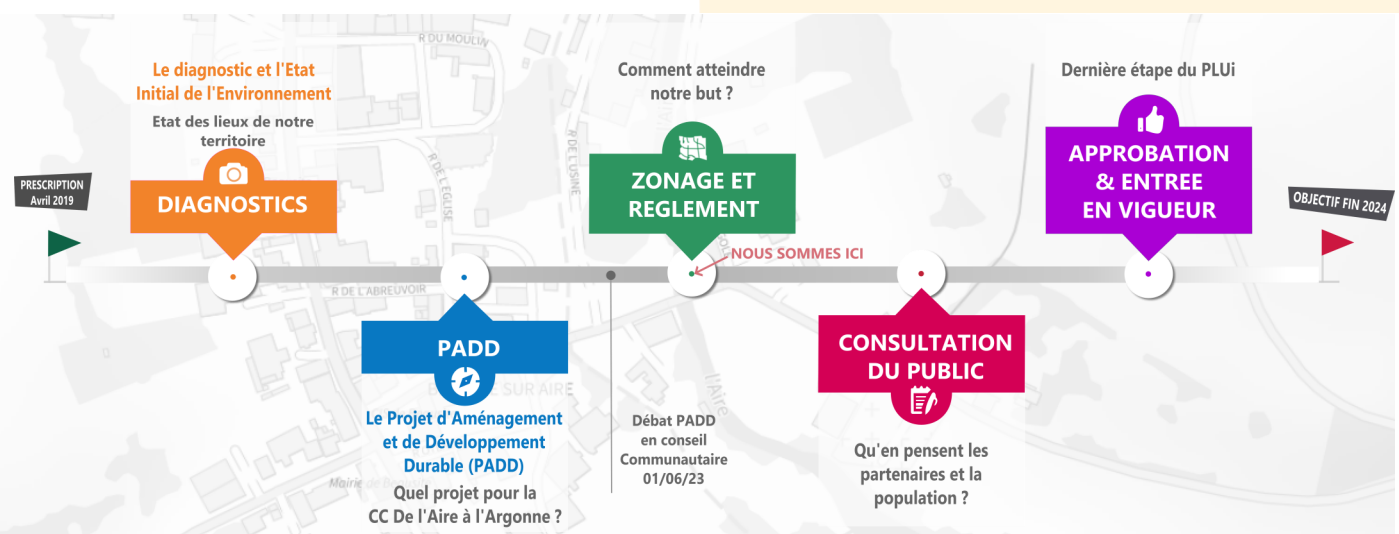 PRESCRIPTION
Avril 2019
Le diagnostic et l'Etat
Initial de l'Environnement
Etat des lieux de notre
territoire
DIAGNOSTICS
PADD
Le Projet d'Aménagement
et de Développement
Durable (PADD)
Quel projet pour la
CC De l'Aire à l'Argonne ?
Débat PADD
en conseil
Communautaire
01/06/23
Comment atteindre
notre but ?
ZONAGE ET
REGLEMENT
NOUS SOMMES ICI
CONSULTATION
DU PUBLIC
Qu'en pensent les
partenaires et la
population ?
Dernière étape du PLUi
APPROBATION
& ENTREE
EN VIGUEUR
OBJECTIF FIN 2024
R DU MOULIN
R DE L'EGLISE
R DE L'USINE
R DE L'ABREUVOIR
SUR AIRE
l'Aire
Mairie de